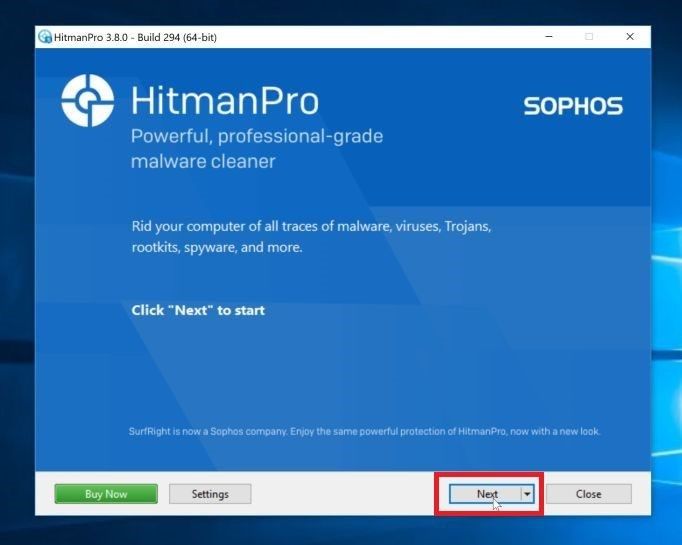 HitmanPro 3.8.0 - Build 294 (64-bit)
HitmanPro
SOPHOS
Powerful, professional-grade
malware cleaner
Rid your computer of all traces of malware, viruses, Trojans,
rootkits, spyware, and more.
Click "Next" to start
SurfRight is now a Sophos company. Enjoy the same powerful protection of HitmanPro, now with a new look.
Buy Now
Settings
Next
Close